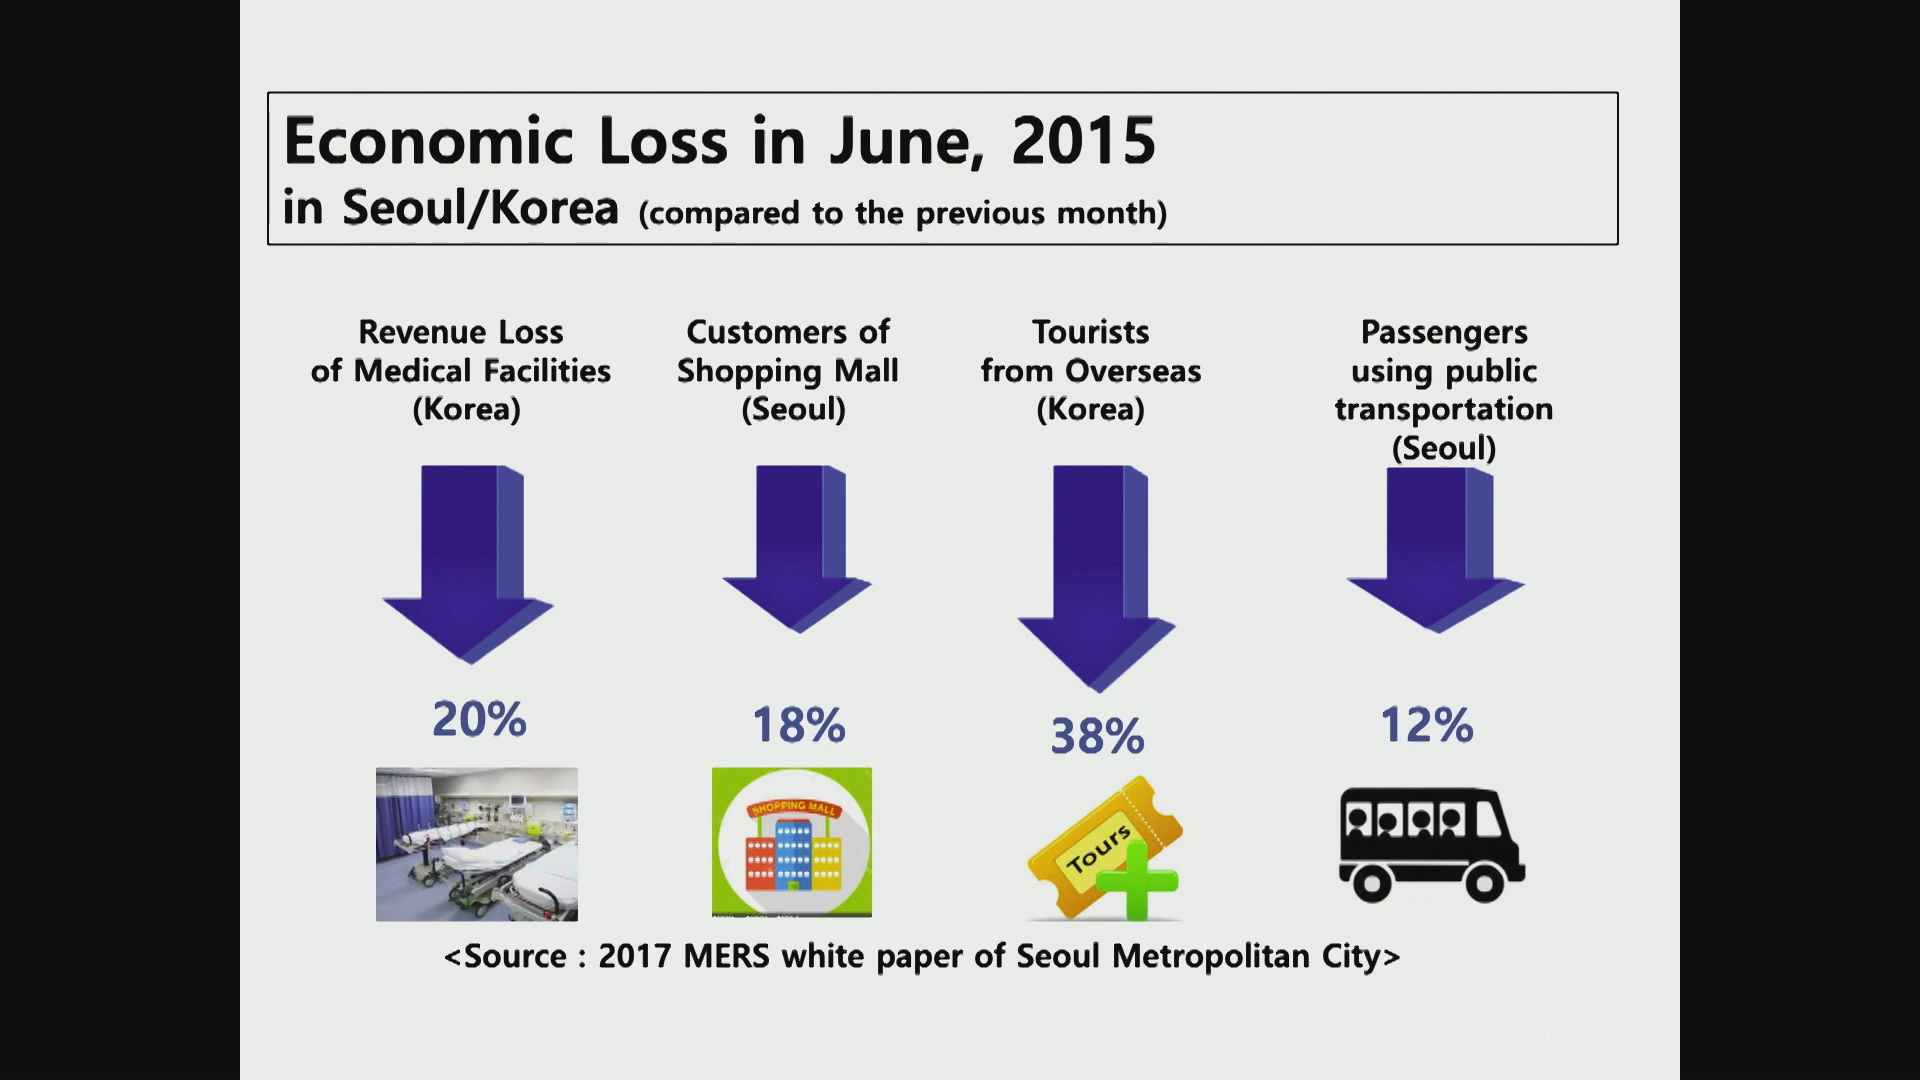 Economic Loss in June, 2015
in Seoul/Korea (compared to the previous month)
Revenue Loss
of Medical Facilities
(Korea)
Customers of
Shopping Mall
(Seoul)
Tourists
from Overseas
(Korea)
Passengers
using public
transportation
(Seoul)
20%
18%
38%
12%
SHOPPING MALL
Tours
<Source : 2017 MERS white paper of Seoul Metropolitan City>